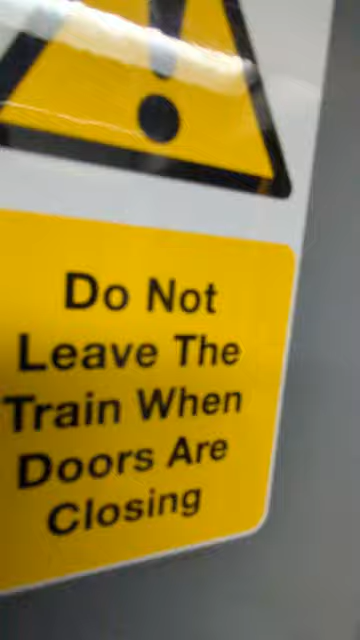 Do Not
Leave The
Train When
Doors Are
Closing